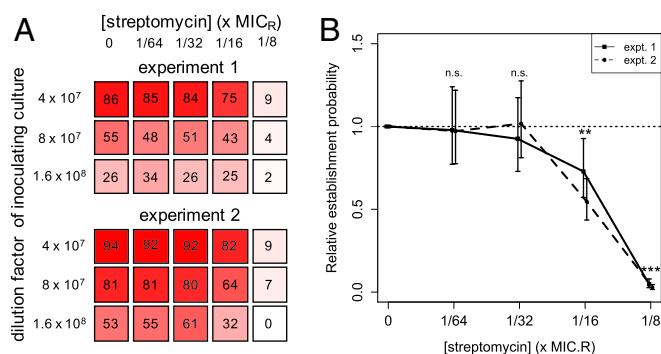 A
[streptomycin] (x MICR)
0 1/64 1/32 1/16 1/8
experiment 1
4 x 10^7 86 85 84 75 9
8 x 10^7 55 48 51 43 4
1.6 x 10^8 26 34 26 25 2
experiment 2
4 x 10^7 94 92 92 82 9
8 x 10^7 81 81 80 64 7
1.6 x 10^8 53 55 61 32 0
dilution factor of inoculating culture
B
Relative establishment probability
1.5
1.0
0.5
0.0
expt. 1
expt. 2
n.s. n.s.
**
***
0 1/64 1/32 1/16 1/8
[streptomycin] (x MIC.R)